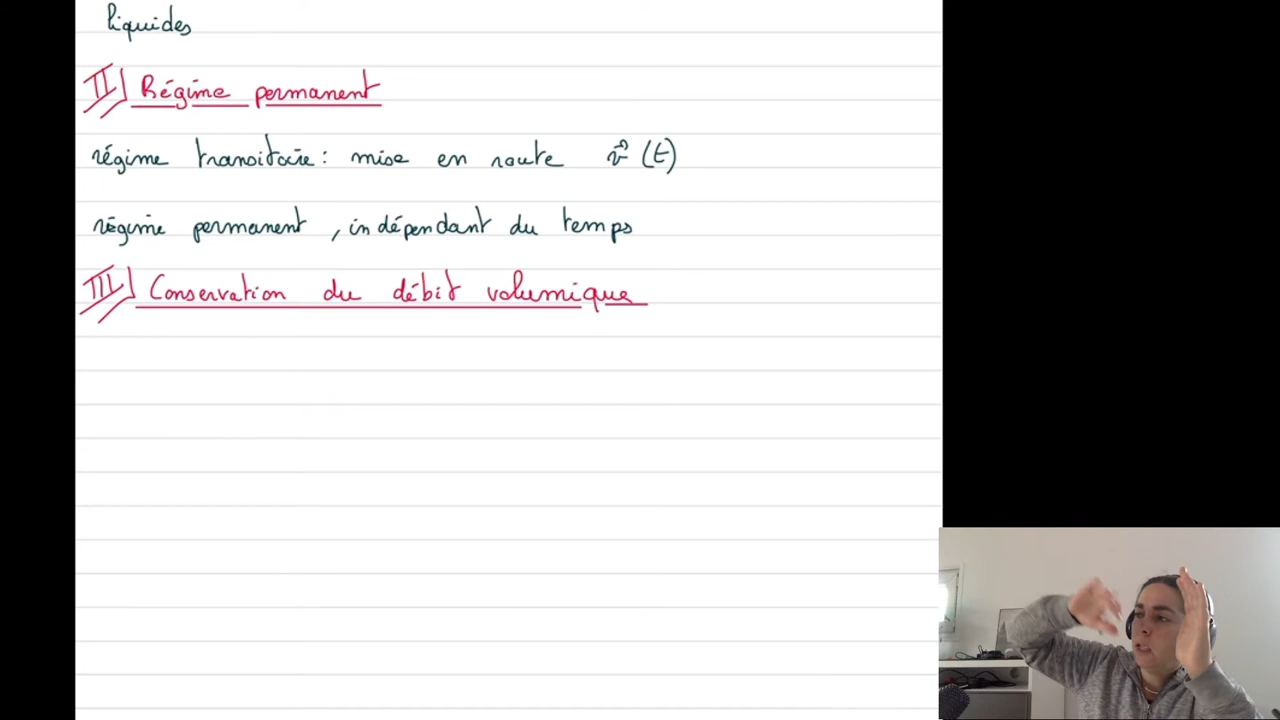 liquides
II) Régime permanent
régime transitoire : mise en route v⃗ (t)
régime permanent , indépendant du temps
III) Conservation du débit volumique